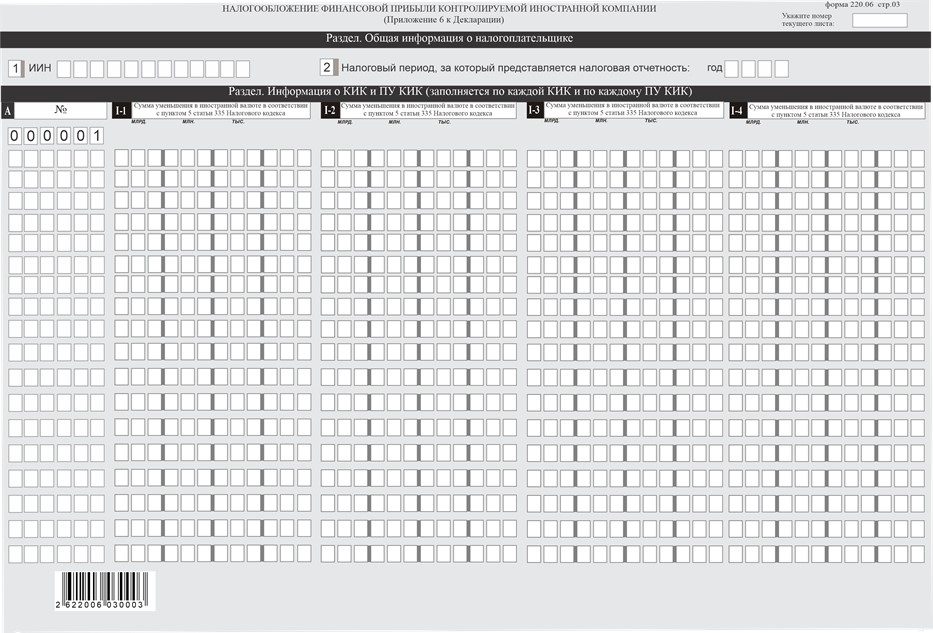 НАЛОГООБЛОЖЕНИЕ ФИНАНСОВОЙ ПРИБЫЛИ КОНТРОЛИРУЕМОЙ ИНОСТРАННОЙ КОМПАНИИ
(Приложение 6 к Декларации)
форма 220.06 стр.03
Укажите номер
текущего листа:
Раздел. Общая информация о налогоплательщике
1 ИИН
2 Налоговый период, за который представляется налоговая отчетность: год
Раздел. Информация о КИК и ПУ КИК (заполняется по каждой КИК и по каждому ПУ КИК)
A №
I-1 Сумма уменьшения в иностранной валюте в соответствии
с пунктом 5 статьи 335 Налогового кодекса
МЛРД. МЛН. ТЫС.
I-2 Сумма уменьшения в иностранной валюте в соответствии
с пунктом 5 статьи 335 Налогового кодекса
МЛРД. МЛН. ТЫС.
I-3 Сумма уменьшения в иностранной валюте в соответствии
с пунктом 5 статьи 335 Налогового кодекса
МЛРД. МЛН. ТЫС.
I-4 Сумма уменьшения в иностранной валюте в соответствии
с пунктом 5 статьи 335 Налогового кодекса
МЛРД. МЛН. ТЫС.
000001
2 622006 030003